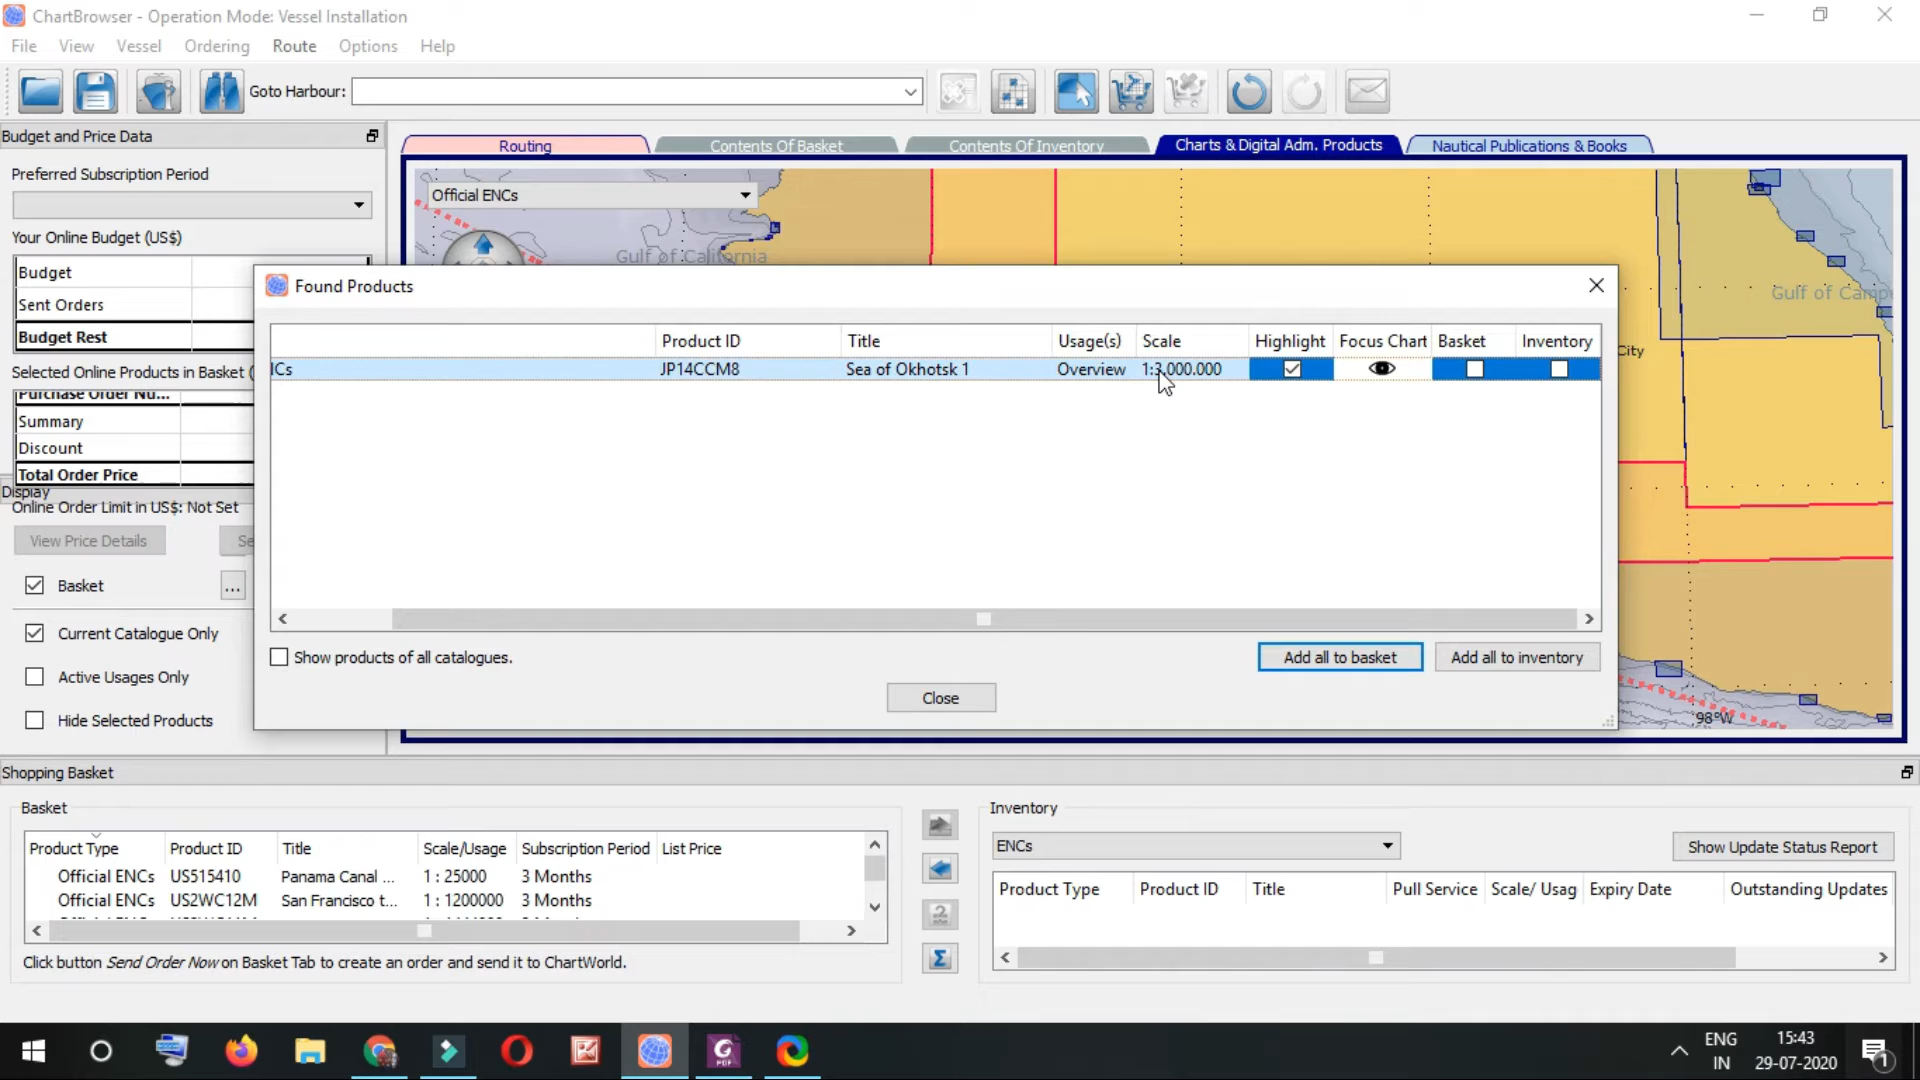 ChartBrowser - Operation Mode: Vessel Installation
File View Vessel Ordering Route Options Help
Goto Harbour:
Budget and Price Data
Routing Contents Of Basket Contents Of Inventory Charts & Digital Adm. Products Nautical Publications & Books
Preferred Subscription Period
Official ENCs
Your Online Budget (US$)
Gulf of California
Budget
Sent Orders
Budget Rest
Gulf of Camp
City
Found Products
Product ID Title Usage(s) Scale Highlight Focus Chart Basket Inventory
ICs JP14CCM8 Sea of Okhotsk 1 Overview 1:3,000.000
Selected Online Products in Basket (
Purchase Order Nu...
Summary
Discount
Total Order Price
Display
Online Order Limit in US$: Not Set
View Price Details Se
Basket ...
Current Catalogue Only
Active Usages Only
Hide Selected Products
Show products of all catalogues. Add all to basket Add all to inventory
Close
98°W
Shopping Basket
Basket
Product Type Product ID Title Scale/Usage Subscription Period List Price
Official ENCs US515410 Panama Canal ... 1 : 25000 3 Months
Official ENCs US2WC12M San Francisco t... 1 : 1200000 3 Months
Click button Send Order Now on Basket Tab to create an order and send it to ChartWorld.
Inventory
ENCs Show Update Status Report
Product Type Product ID Title Pull Service Scale/ Usag Expiry Date Outstanding Updates
ENG
IN
15:43
29-07-2020
1